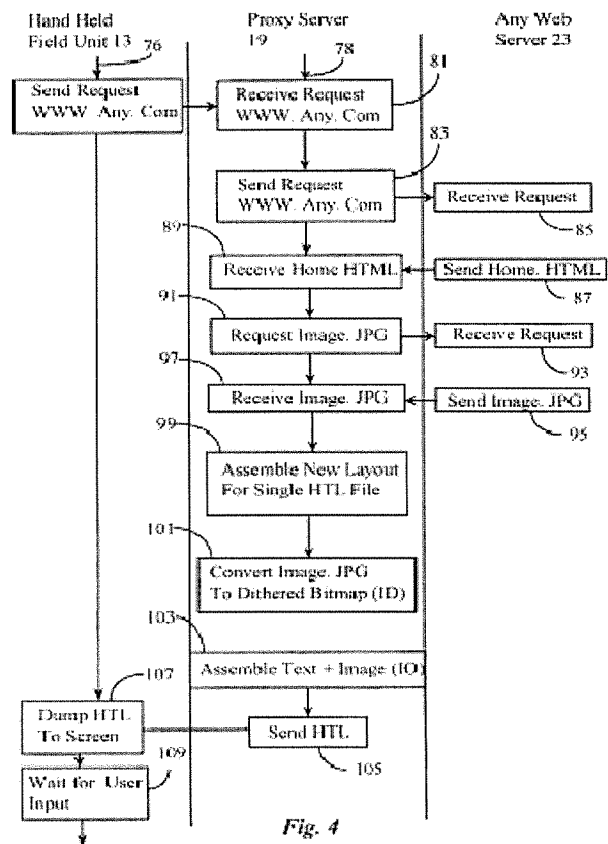 Hand Held
Field Unit 13
Proxy Server
19
Any Web
Server 23
76
78
81
Send Request
WWW. Any. Com
Receive Request
WWW. Any. Com
83
Send Request
WWW. Any. Com
Receive Request
85
89
Receive Home HTML
Send Home. HTML
87
91
Request Image. JPG
Receive Request
93
97
Receive Image. JPG
Send Image. JPG
95
99
Assemble New Layout
For Single HTL File
101
Convert Image. JPG
To Dithered Bitmap (ID)
103
Assemble Text + Image (IO)
107
Dump HTL
To Screen
Send HTL
105
109
Wait for User
Input
Fig. 4